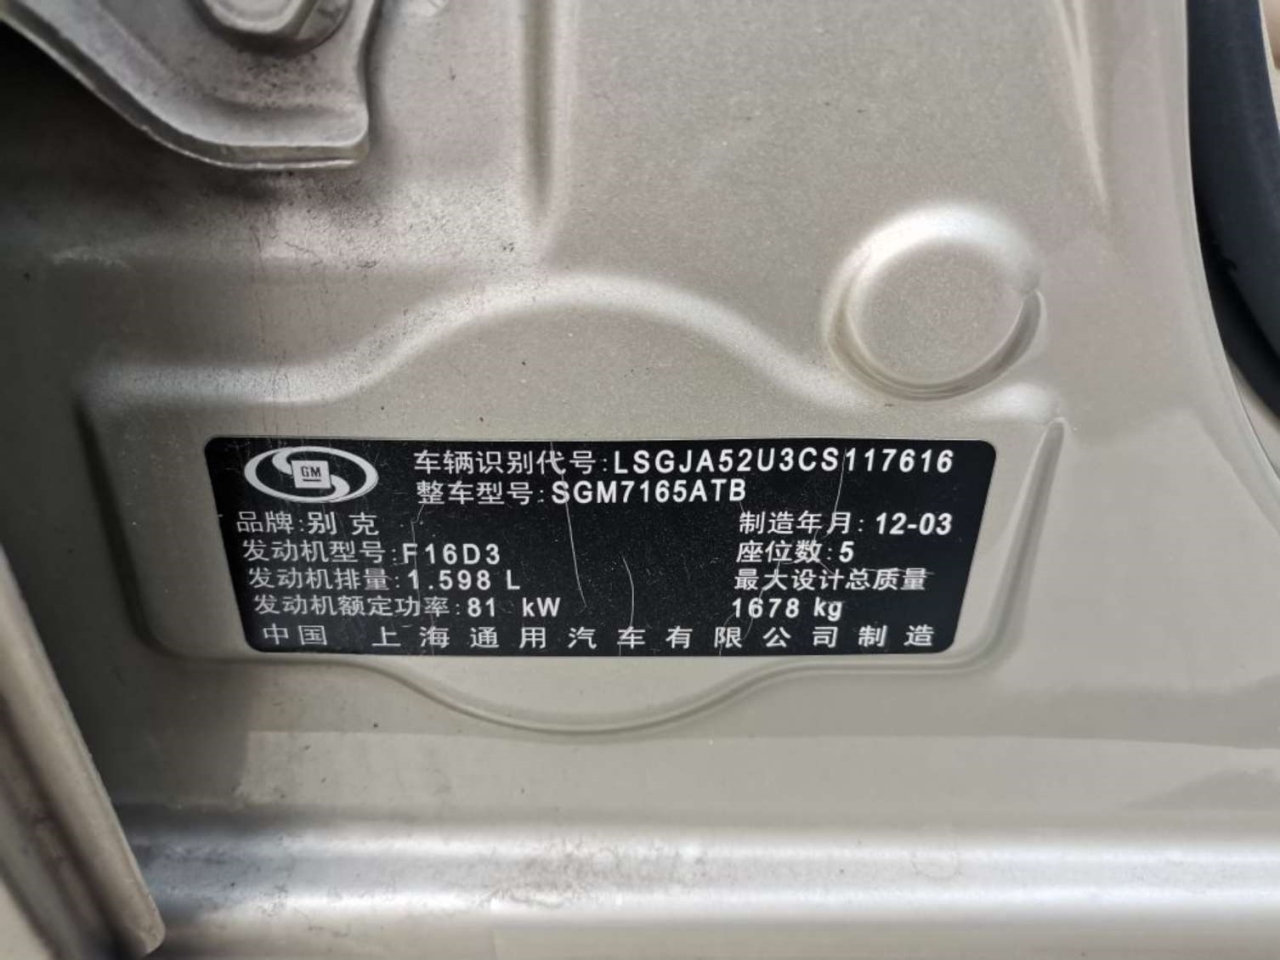 GM
车辆识别代号:LSGJA52U3CS117616
整车型号:SGM7165ATB
品牌:别克 制造年月:12-03
发动机型号:F16D3 座位数:5
发动机排量:1.598 L 最大设计总质量
发动机额定功率:81 kW 1678 kg
中国 上海通用汽车有限公司制造